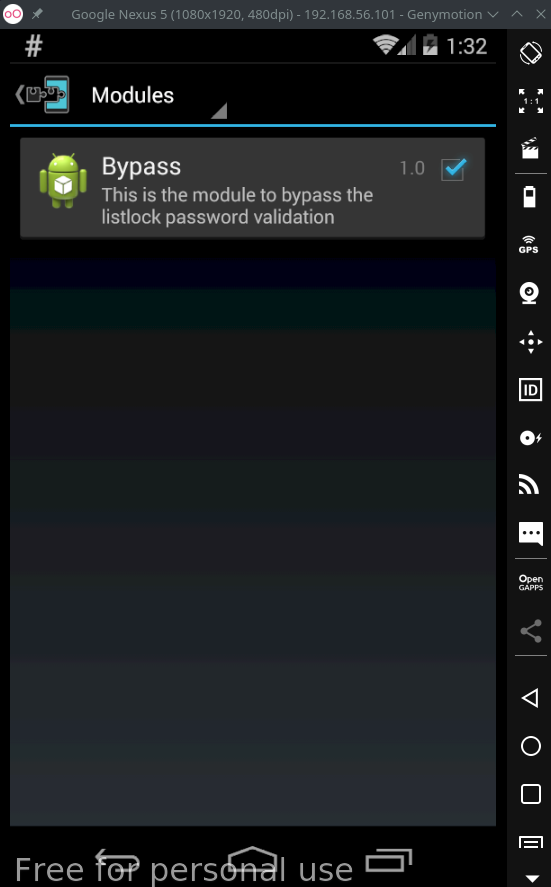 Google Nexus 5 (1080x1920, 480dpi) - 192.168.56.101 - Genymotion
# 1:32
Modules
Bypass 1.0
This is the module to bypass the
listlock password validation
1:1
GPS
ID
Open
GAPPS
Free for personal use